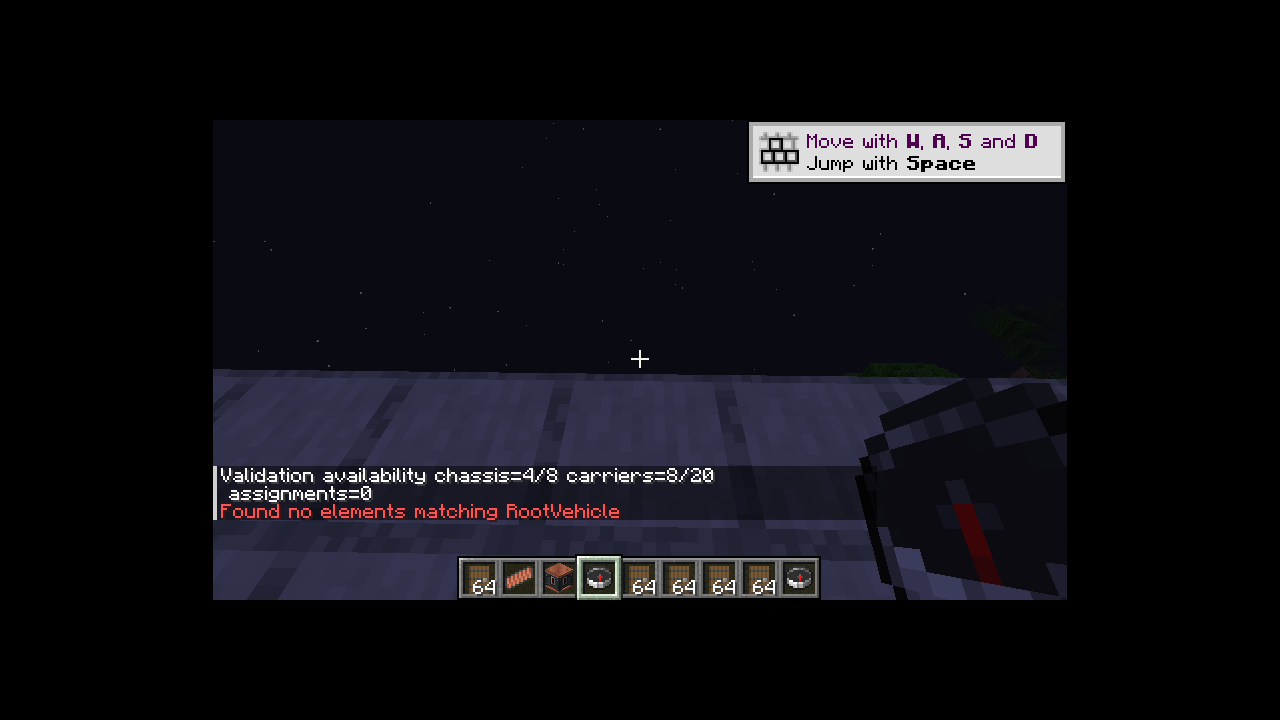 Move with W, A, S and D
Jump with Space
Validation availability chassis=4/8 carriers=8/20
assignments=0
Found no elements matching RootVehicle
64 64 64 64 64